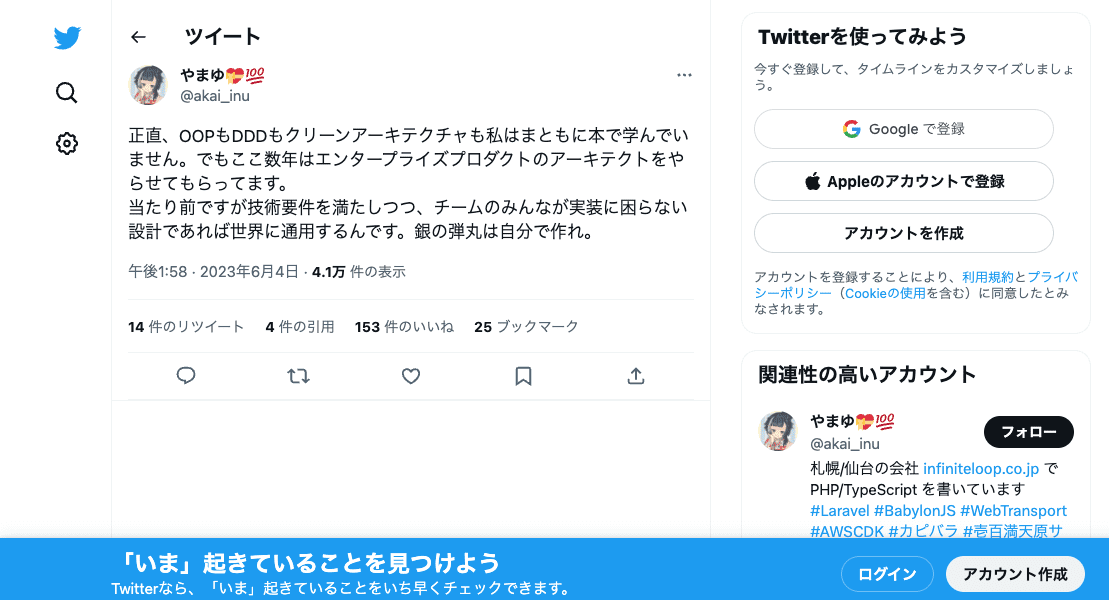 ツイート
やまゆ💝💯
@akai_inu
正直、OOPもDDDもクリーンアーキテクチャも私はまともに本で学んでい
ません。でもここ数年はエンタープライズプロダクトのアーキテクトをや
らせてもらってます。
当たり前ですが技術要件を満たしつつ、チームのみんなが実装に困らない
設計であれば世界に通用するんです。銀の弾丸は自分で作れ。
午後1:58 · 2023年6月4日 · 4.1万 件の表示
14 件のリツイート 4 件の引用 153 件のいいね 25 ブックマーク
Twitterを使ってみよう
今すぐ登録して、タイムラインをカスタマイズしましょ
う。
Google で登録
Appleのアカウントで登録
アカウントを作成
アカウントを登録することにより、利用規約とプライバ
シーポリシー（Cookieの使用を含む）に同意したとみ
なされます。
関連性の高いアカウント
やまゆ💝💯
@akai_inu
フォロー
札幌/仙台の会社 infiniteloop.co.jp で
PHP/TypeScript を書いています
#Laravel #BabylonJS #WebTransport
#AWSCDK #カピバラ #壱百満天原サ
「いま」起きていることを見つけよう
Twitterなら、「いま」起きていることをいち早くチェックできます。
ログイン
アカウント作成